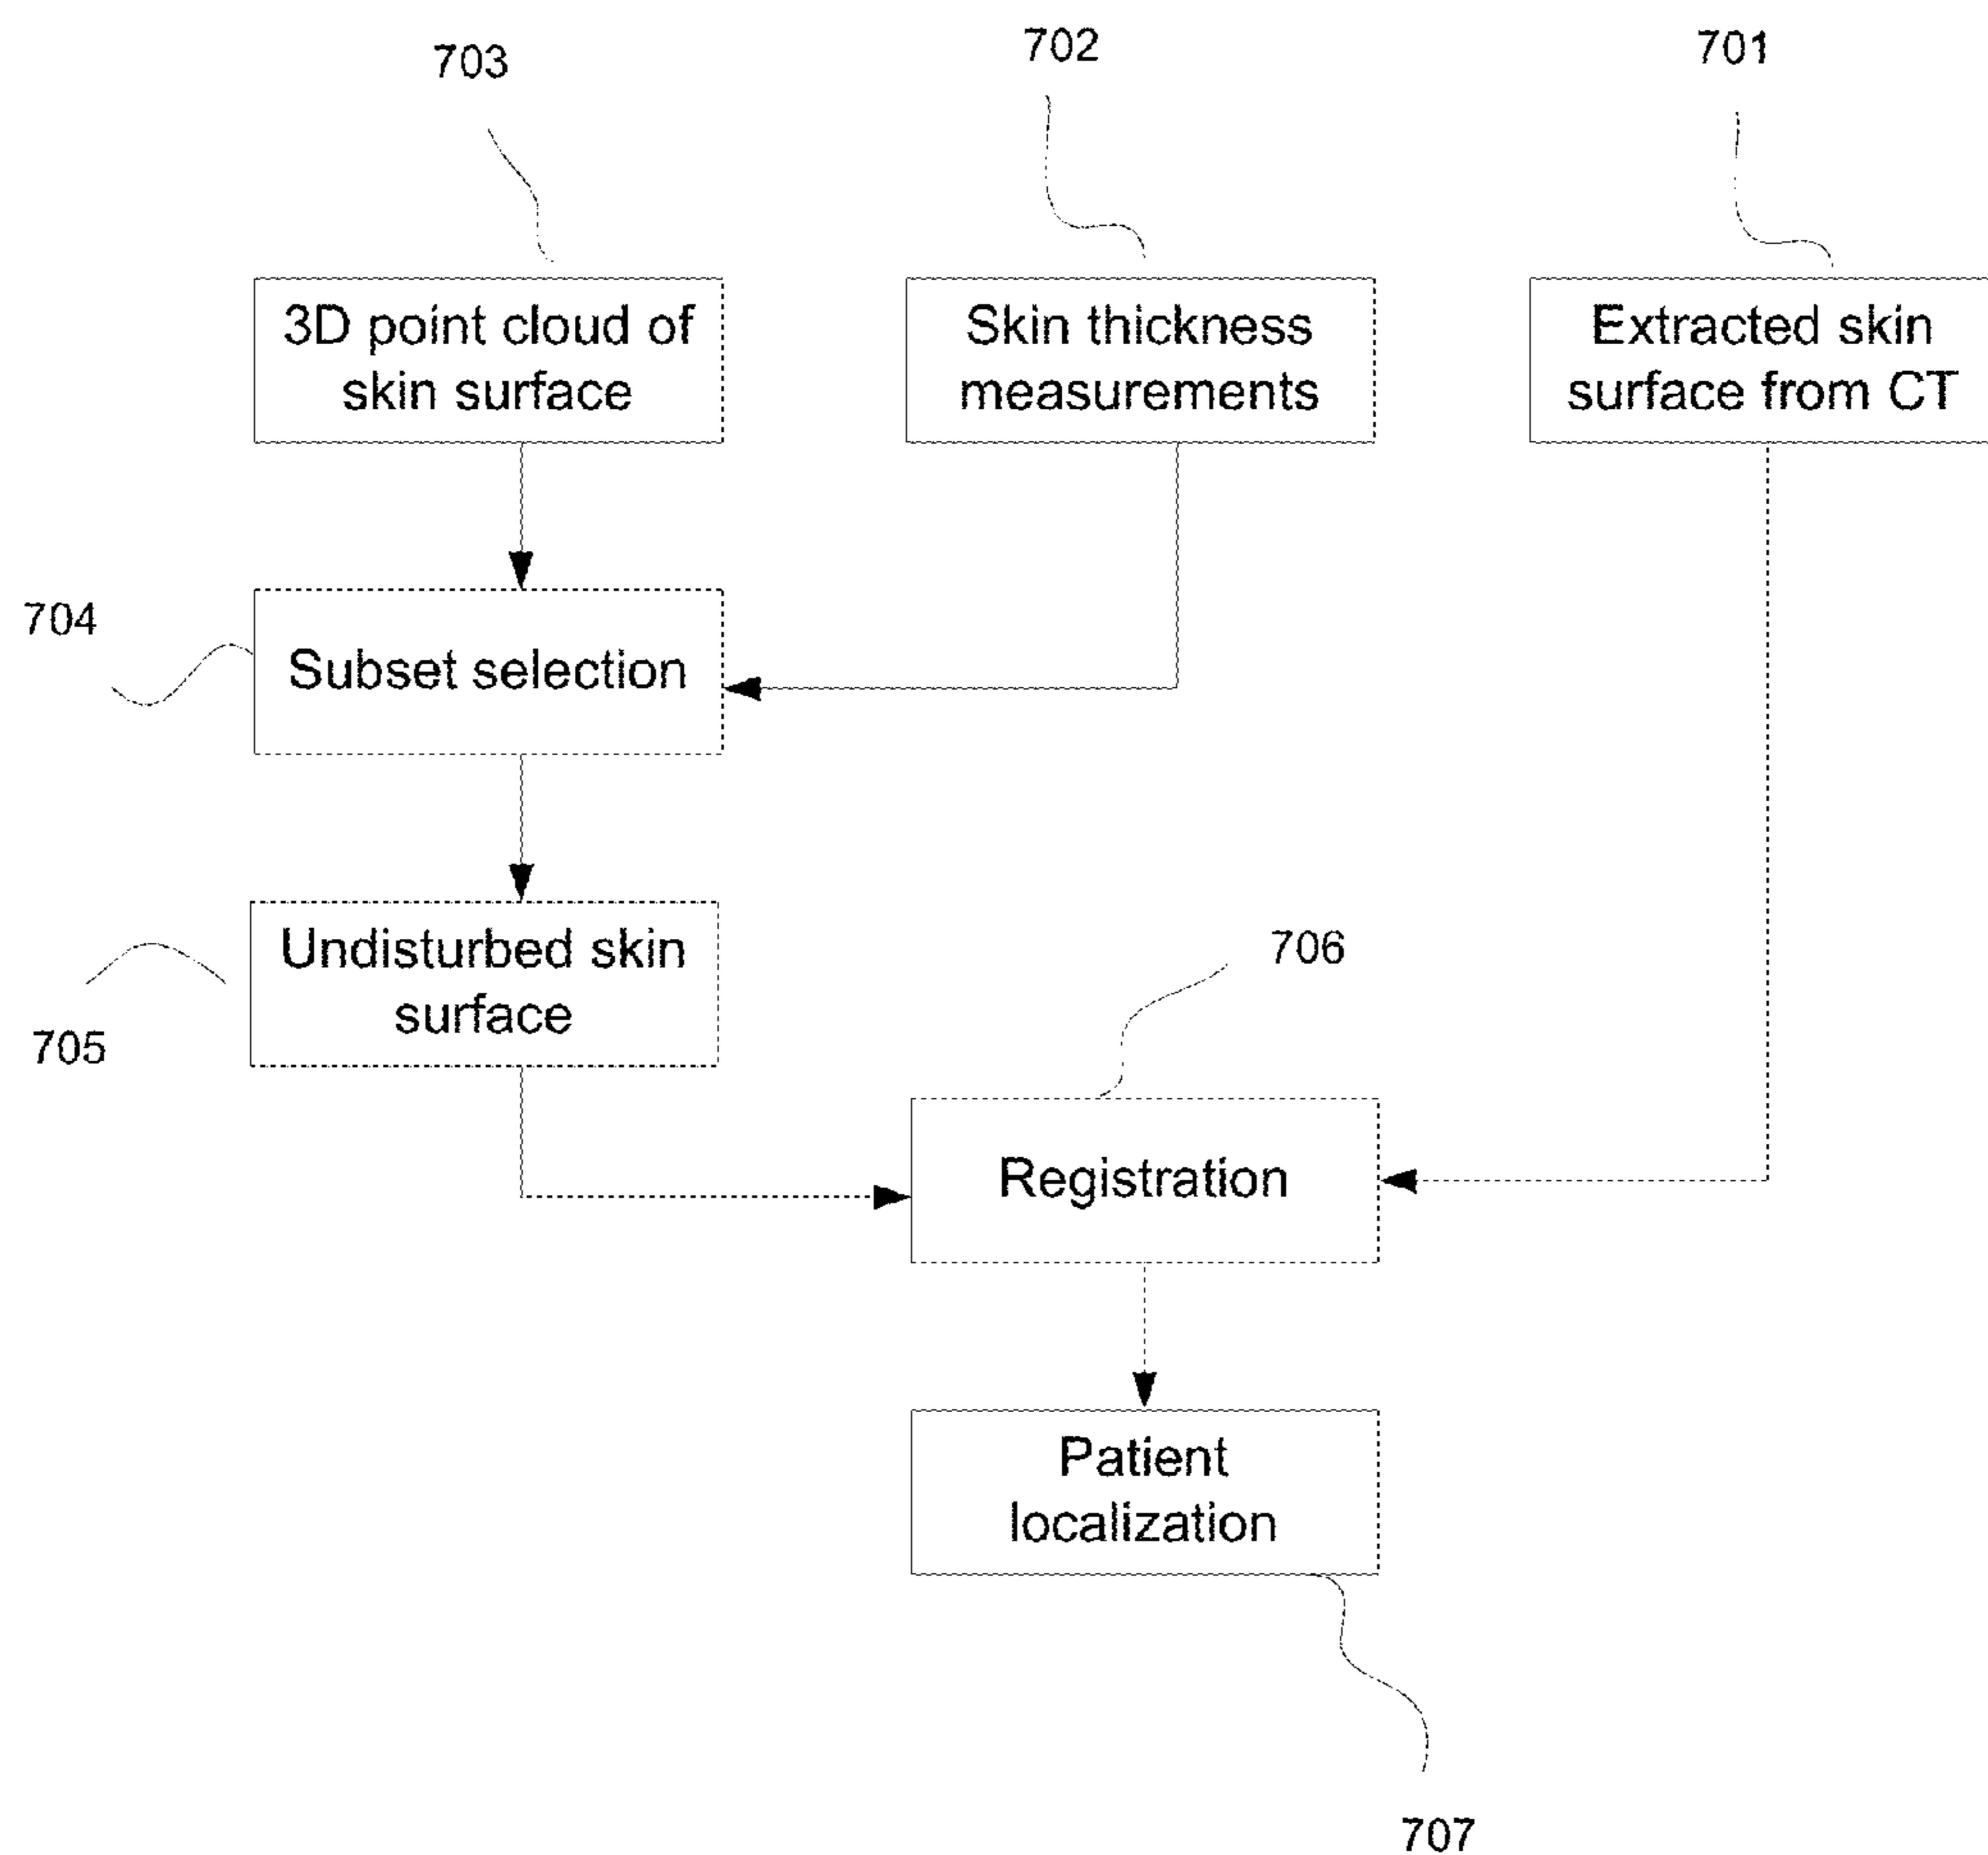 703
702
701
3D point cloud of
skin surface
Skin thickness
measurements
Extracted skin
surface from CT
704
Subset selection
Undisturbed skin
surface
705
706
Registration
Patient
localization
707